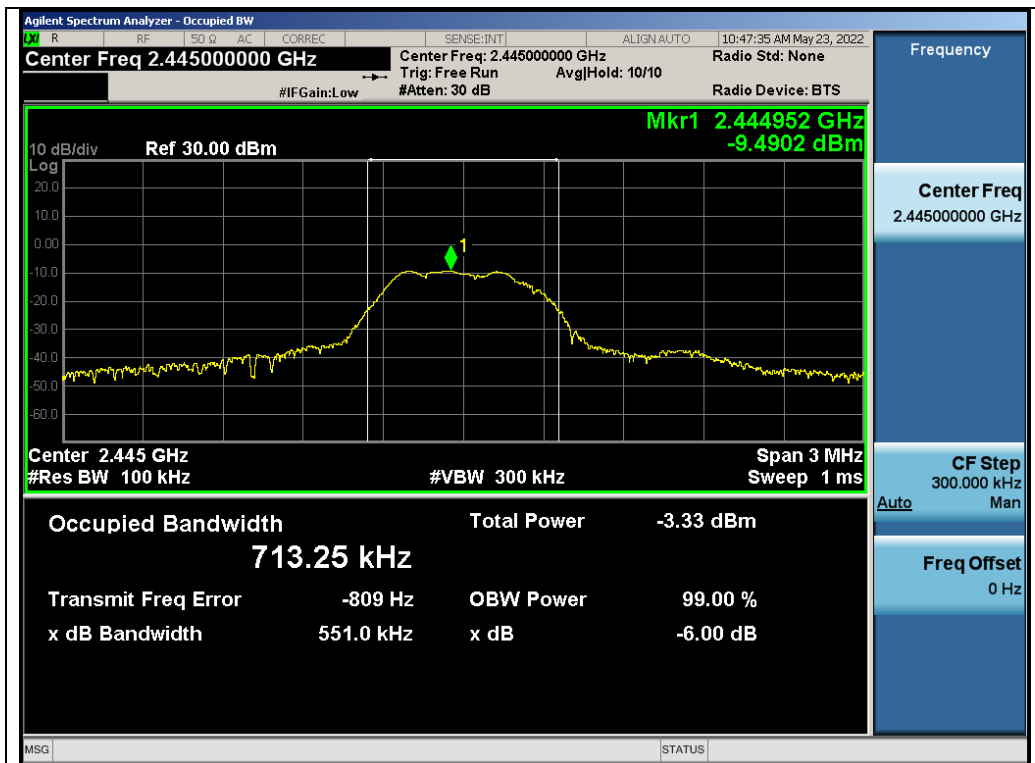 Agilent Spectrum Analyzer - Occupied BW
LXI R RF 50 Ω AC CORREC SENSE:INT ALIGN AUTO 10:47:35 AM May 23, 2022
Center Freq 2.445000000 GHz Center Freq: 2.445000000 GHz Radio Std: None
Trig: Free Run Avg|Hold: 10/10
#IFGain:Low #Atten: 30 dB Radio Device: BTS
Mkr1 2.444952 GHz
-9.4902 dBm
10 dB/div Ref 30.00 dBm
Log
20.0
10.0
0.00
1
-10.0
-20.0
-30.0
-40.0
-50.0
-60.0
Center 2.445 GHz Span 3 MHz
#Res BW 100 kHz #VBW 300 kHz Sweep 1 ms
Occupied Bandwidth Total Power -3.33 dBm
713.25 kHz
Transmit Freq Error -809 Hz OBW Power 99.00 %
x dB Bandwidth 551.0 kHz x dB -6.00 dB
Frequency
Center Freq
2.445000000 GHz
CF Step
300.000 kHz
Auto Man
Freq Offset
0 Hz
MSG STATUS